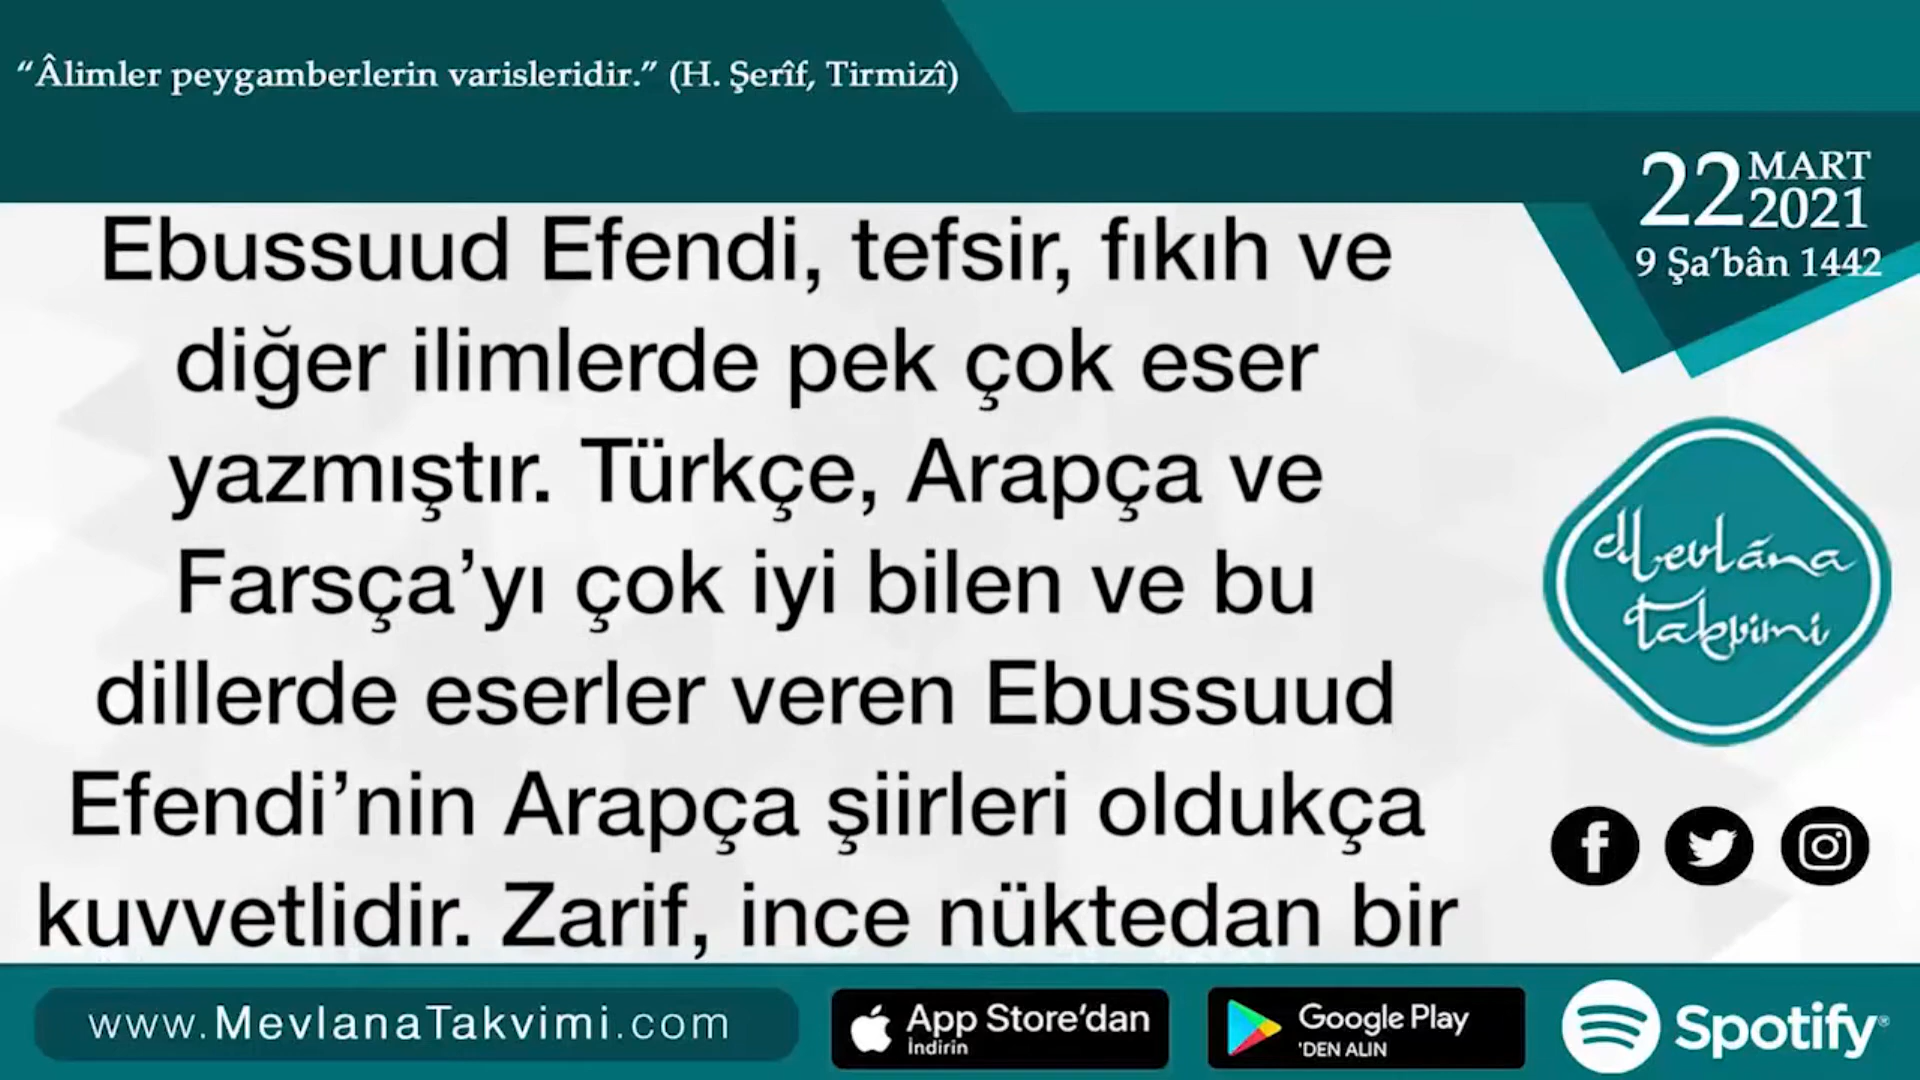 “Âlimler peygamberlerin varisleridir.” (H. Şerîf, Tirmizî)
22 MART
2021
9 Şa’bân 1442
Ebussuud Efendi, tefsir, fıkıh ve
diğer ilimlerde pek çok eser
yazmıştır. Türkçe, Arapça ve
Farsça’yı çok iyi bilen ve bu
dillerde eserler veren Ebussuud
Efendi’nin Arapça şiirleri oldukça
kuvvetlidir. Zarif, ince nüktedan bir
Mevlâna
Takvimi
www.MevlanaTakvimi.com
App Store’dan
İndirin
Google Play
'DEN ALIN
Spotify®